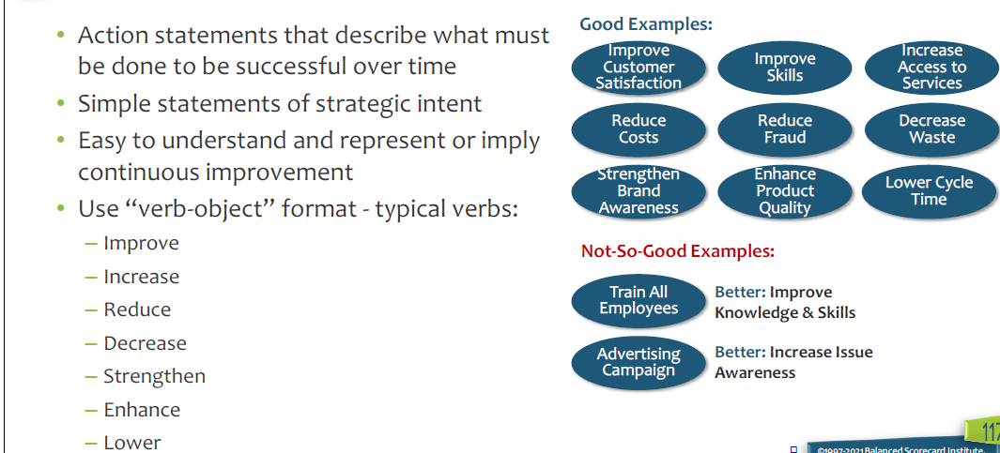 • Action statements that describe what must
be done to be successful over time
• Simple statements of strategic intent
• Easy to understand and represent or imply
continuous improvement
• Use “verb-object” format - typical verbs:
– Improve
– Increase
– Reduce
– Decrease
– Strengthen
– Enhance
– Lower
Good Examples:
Improve
Customer
Satisfaction
Improve
Skills
Increase
Access to
Services
Reduce
Costs
Reduce
Fraud
Decrease
Waste
Strengthen
Brand
Awareness
Enhance
Product
Quality
Lower Cycle
Time
Not-So-Good Examples:
Train All
Employees
Better: Improve
Knowledge & Skills
Advertising
Campaign
Better: Increase Issue
Awareness
117
©1997-2021 Balanced Scorecard Institute.